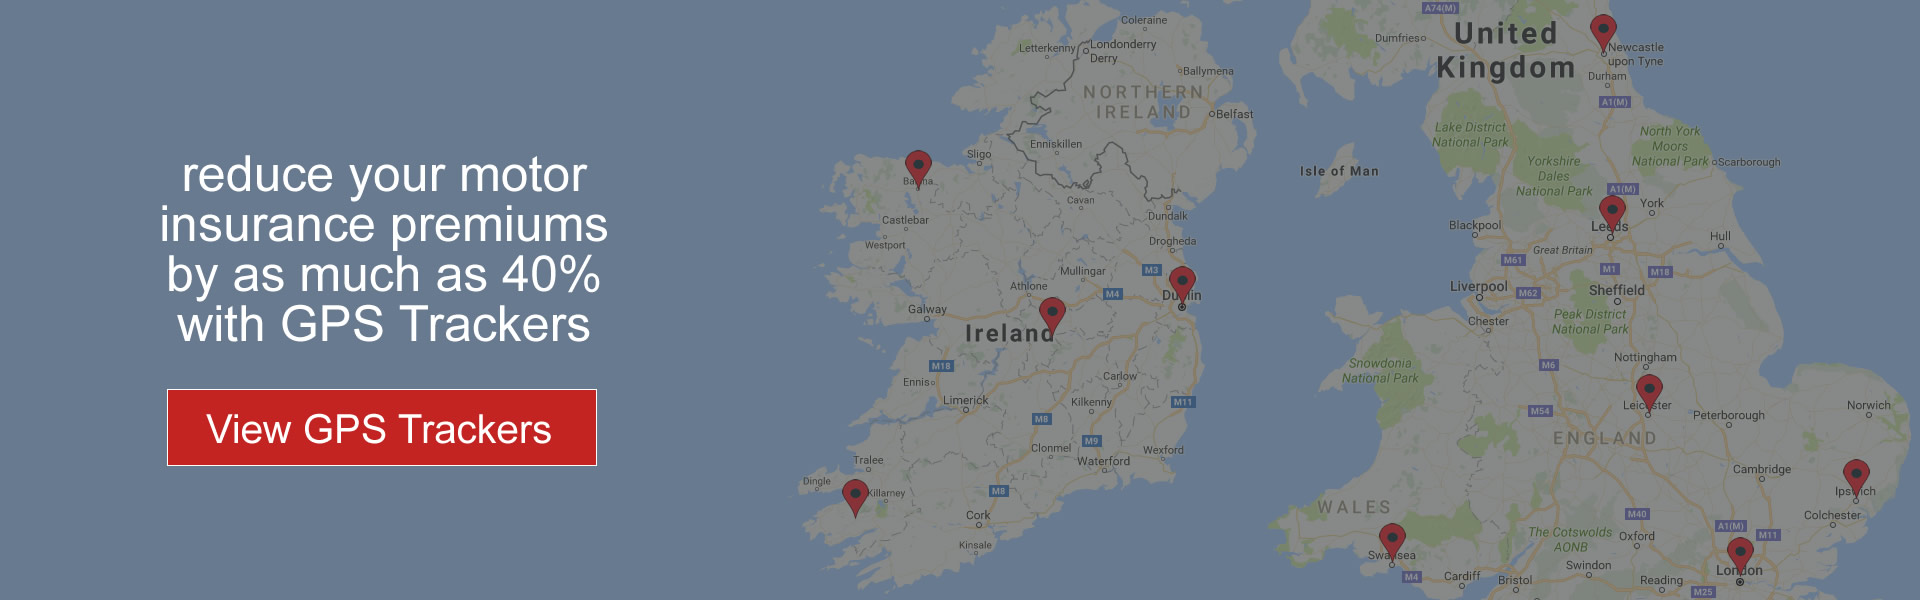 reduce your motor
insurance premiums
by as much as 40%
with GPS Trackers
View GPS Trackers
Coleraine
Letterkenny
Londonderry
Derry
Ballymena
NORTHERN
IRELAND
Belfast
Enniskillen
Sligo
Ballina
Cavan
Castlebar
Dundalk
Westport
Drogheda
Mullingar
M3
Athlone
M4
Dublin
Galway
Ireland
M18
Ennis
Carlow
Limerick
Kilkenny
M11
M8
M9
Clonmel
Wexford
Tralee
Waterford
Dingle
Killarney
M8
Cork
Kinsale
A74(M)
Dumfries
United
Kingdom
Newcastle
upon Tyne
Durham
A1(M)
Lake District
National Park
North York
Moors
National Park
Scarborough
Yorkshire
Dales
National Park
Isle of Man
A1(M)
York
Blackpool
Leeds
Hull
Great Britain
M61
M1
M18
Liverpool
M62
Sheffield
Chester
Peak District
National Park
Snowdonia
National Park
Nottingham
M6
Leicester
M54
Peterborough
Norwich
ENGLAND
Cambridge
Ipswich
WALES
M40
Colchester
The Cotswolds
AONB
A1(M)
M11
Oxford
Swansea
M4
Cardiff
Bristol
Swindon
London
Reading
M25